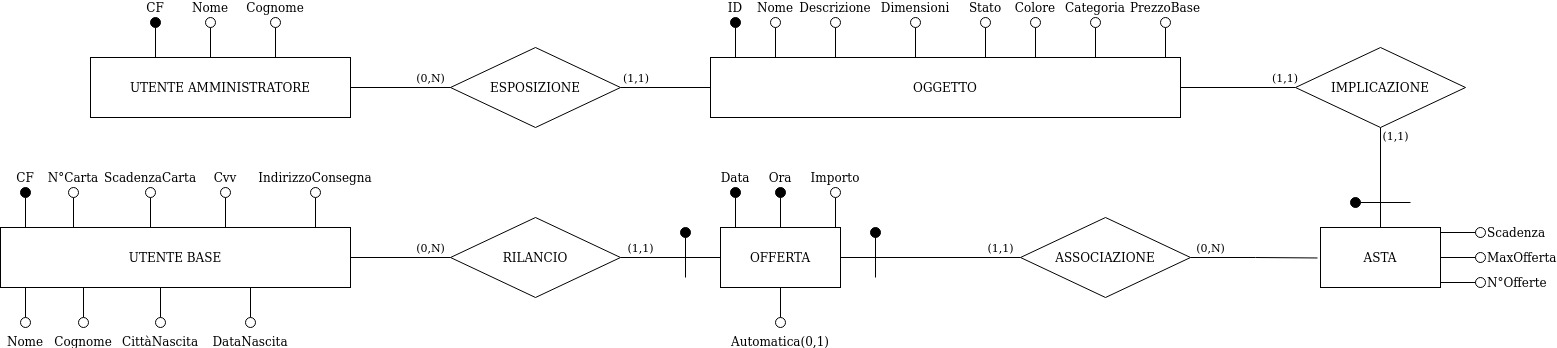 CF Nome Cognome
ID Nome Descrizione Dimensioni Stato Colore Categoria PrezzoBase
UTENTE AMMINISTRATORE (0,N) ESPOSIZIONE (1,1) OGGETTO (1,1) IMPLICAZIONE
(1,1)
CF N°Carta ScadenzaCarta Cvv IndirizzoConsegna
Data Ora Importo
UTENTE BASE (0,N) RILANCIO (1,1) OFFERTA (1,1) ASSOCIAZIONE (0,N) ASTA
Scadenza
MaxOfferta
N°Offerte
Nome Cognome CittàNascita DataNascita
Automatica(0,1)